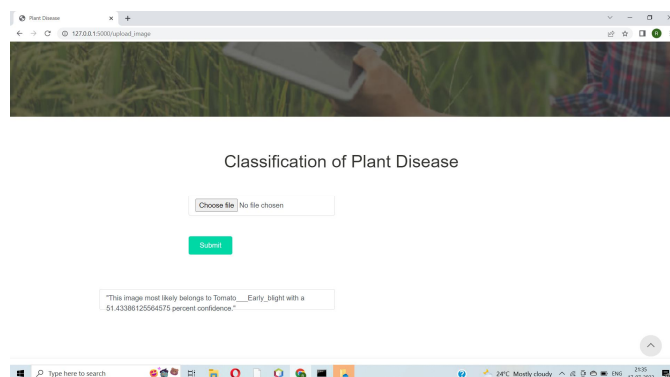 Plant Disease
127.0.0.1:5000/upload_image
R
Classification of Plant Disease
Choose file No file chosen
Submit
"This image most likely belongs to Tomato___Early_blight with a
51.43386125564575 percent confidence."
Type here to search
24°C Mostly cloudy
ENG
21:35